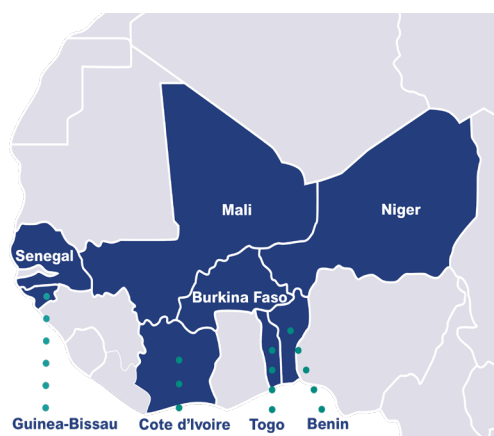 Mali
Niger
Senegal
Burkina Faso
Guinea-Bissau
Cote d'Ivoire
Togo
Benin